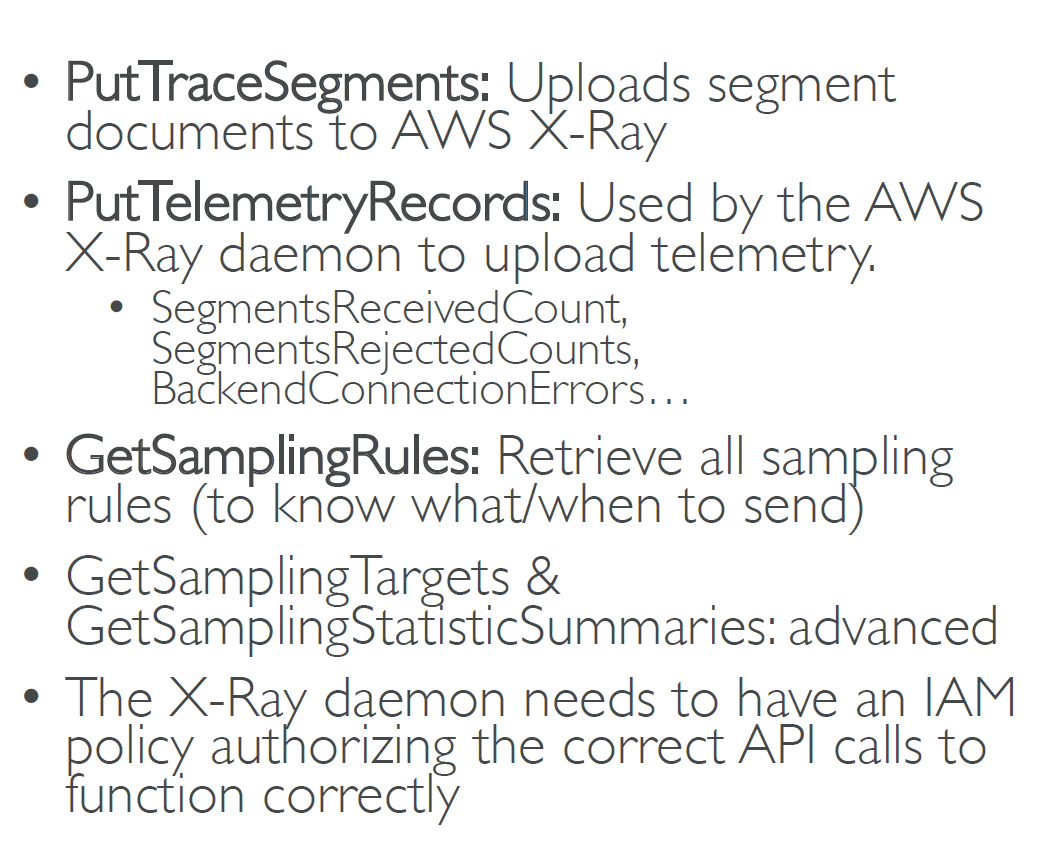 • PutTraceSegments: Uploads segment
documents to AWS X-Ray
• PutTelemetryRecords: Used by the AWS
X-Ray daemon to upload telemetry.
• SegmentsReceivedCount,
SegmentsRejectedCounts,
BackendConnectionErrors…
• GetSamplingRules: Retrieve all sampling
rules (to know what/when to send)
• GetSamplingTargets &
GetSamplingStatisticSummaries: advanced
• The X-Ray daemon needs to have an IAM
policy authorizing the correct API calls to
function correctly